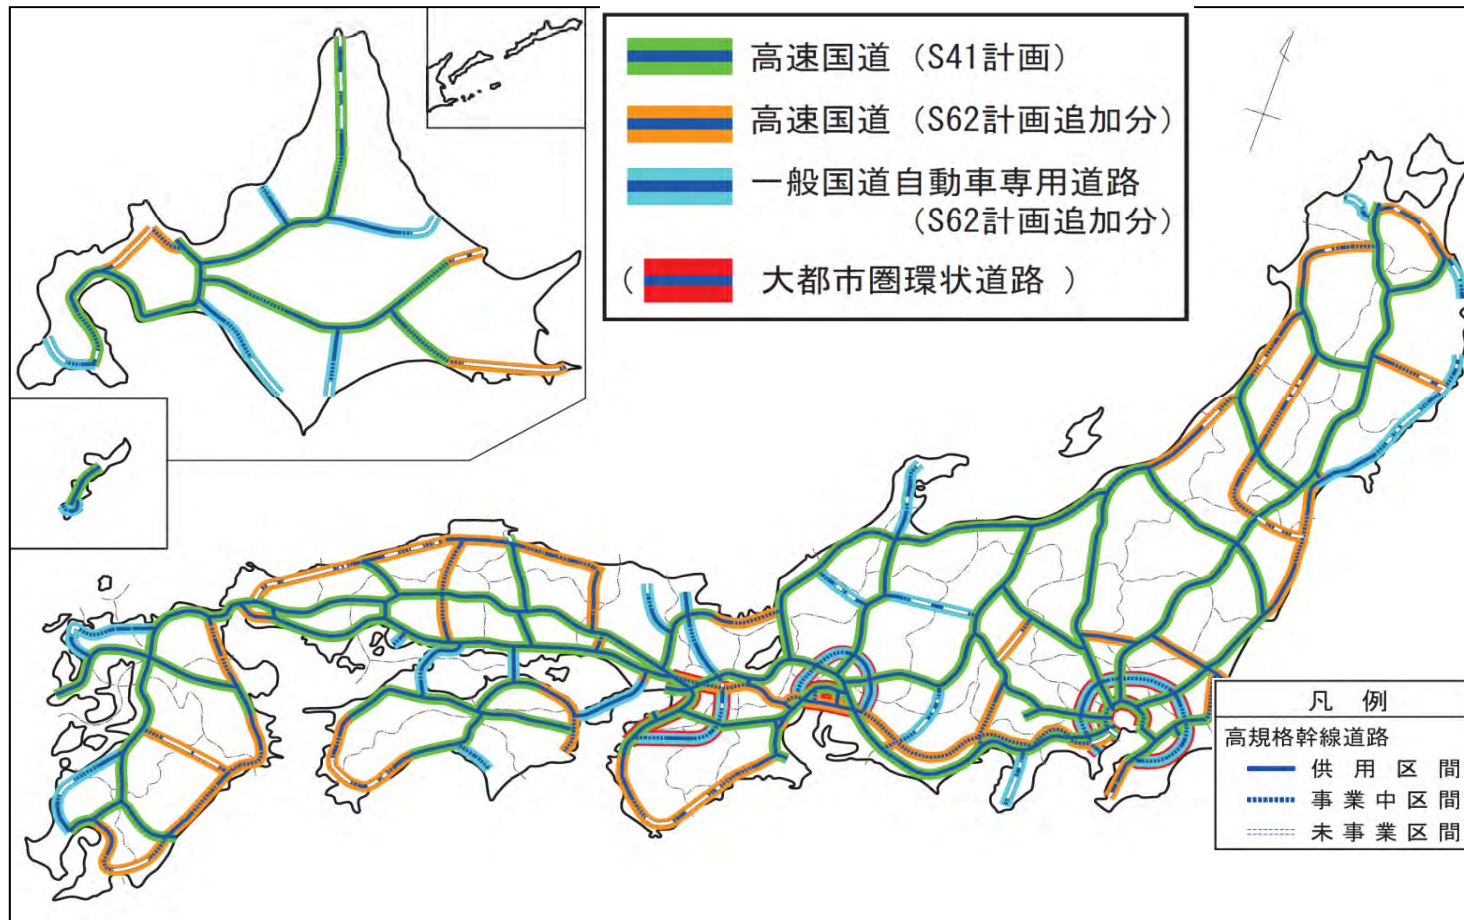 高速国道（S41計画）
高速国道（S62計画追加分）
一般国道自動車専用道路
（S62計画追加分）
（ 大都市圏環状道路 ）
凡 例
高規格幹線道路
供 用 区 間
事 業 中 区 間
未 事 業 区 間